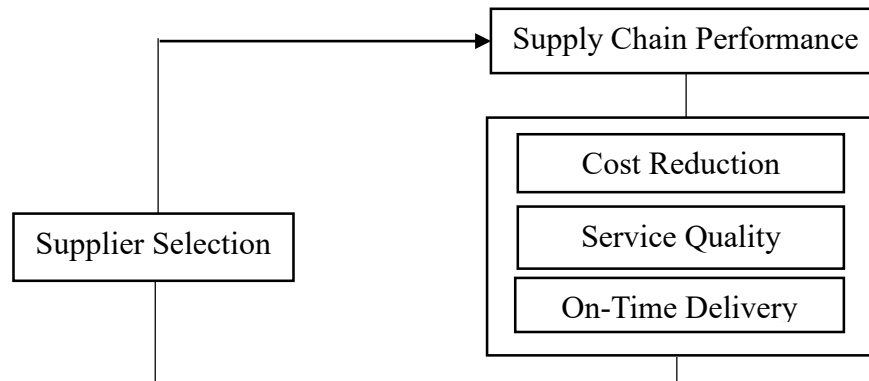 Supply Chain Performance
Cost Reduction
Supplier Selection
Service Quality
On-Time Delivery